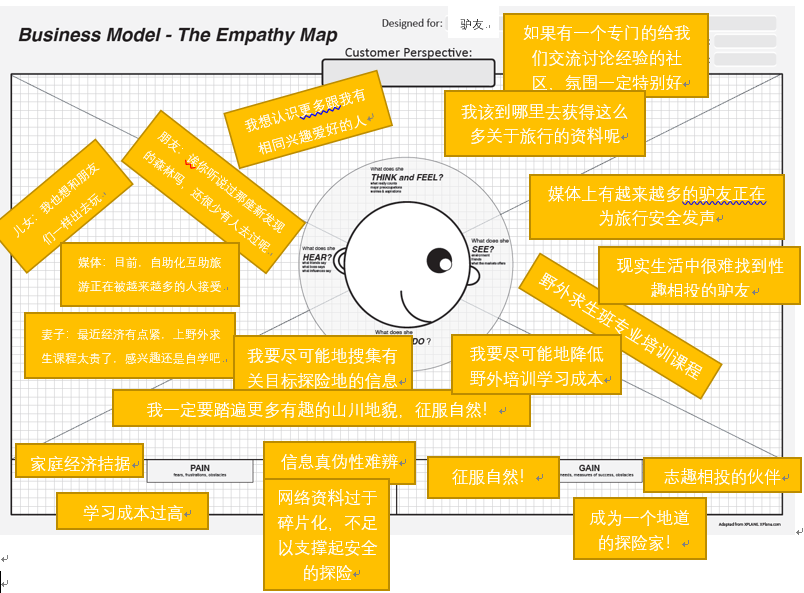 Business Model - The Empathy Map
Designed for:
驴友
Customer Perspective:
如果有一个专门的给我
们交流讨论经验的社
区，氛围一定特别好
我想认识更多跟我有
相同兴趣爱好的人
我该到哪里去获得这么
多关于旅行的资料呢
朋友：诶你听说过那座新发现
的森林吗，还很少有人去过呢
儿女：我也想和朋友
们一样出去玩
What does she
THINK and FEEL?
what really counts
major preoccupations
worries & aspirations
媒体上有越来越多的驴友正在
为旅行安全发声
媒体：目前，自助化互助旅
游正在被越来越多的人接受
What does she
HEAR?
what friends say
what boss says
what influencers say
What does she
SEE?
environment
friends
what the market offers
现实生活中很难找到性
趣相投的驴友
野外求生班专业培训课程
妻子：最近经济有点紧，上野外求
生课程太贵了，感兴趣还是自学吧
What does she
DO ?
我要尽可能地搜集有
关目标探险地的信息
我要尽可能地降低
野外培训学习成本
我一定要踏遍更多有趣的山川地貌，征服自然！
家庭经济拮据
PAIN
fears, frustrations, obstacles
信息真伪性难辨
征服自然！
GAIN
needs, measures of success, obstacles
志趣相投的伙伴
学习成本过高
网络资料过于
碎片化，不足
以支撑起安全
的探险
成为一个地道
的探险家！
Adapted from XPLANE XPlane.com